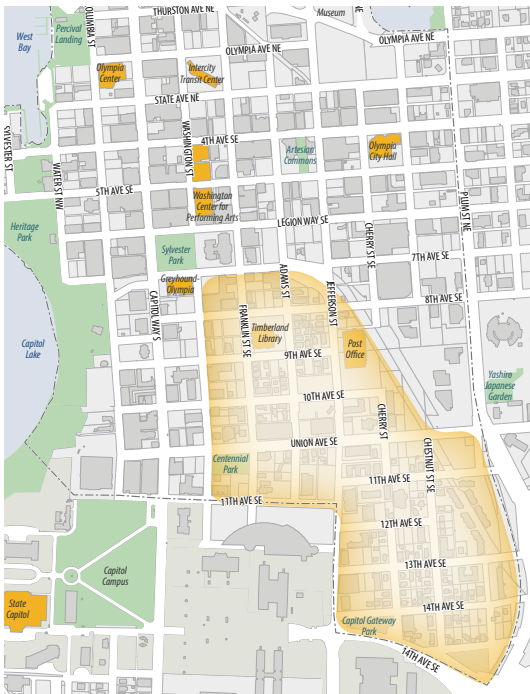 THURSTON AVE NE
Museum
West
Bay
Percival
Landing
OLUMBIA ST
OLYMPIA AVE NE
OLYMPIA AVE NE
Olympia
Center
Intercity
Transit Center
STATE AVE NE
SYLVESTER ST
WASHINGTON ST
4TH AVE SE
Artesian
Commons
Olympia
City Hall
WATER ST NW
5TH AVE SE
Washington
Center for
Performing Arts
PLUM ST NE
LEGION WAY SE
CHERRY ST SE
Heritage
Park
Sylvester
Park
7TH AVE SE
Greyhound-
Olympia
ADAMS ST
JEFFERSON ST
8TH AVE SE
CAPITOL WAY S
FRANKLIN ST SE
Timberland
Library
Post
Office
Capitol
Lake
9TH AVE SE
Yashiro
Japanese
Garden
10TH AVE SE
CHERRY ST
UNION AVE SE
CHESTNUT ST SE
Centennial
Park
11TH AVE SE
11TH AVE SE
12TH AVE SE
13TH AVE SE
Capitol
Campus
State
Capitol
14TH AVE SE
Capitol Gateway
Park
14TH AVE SE